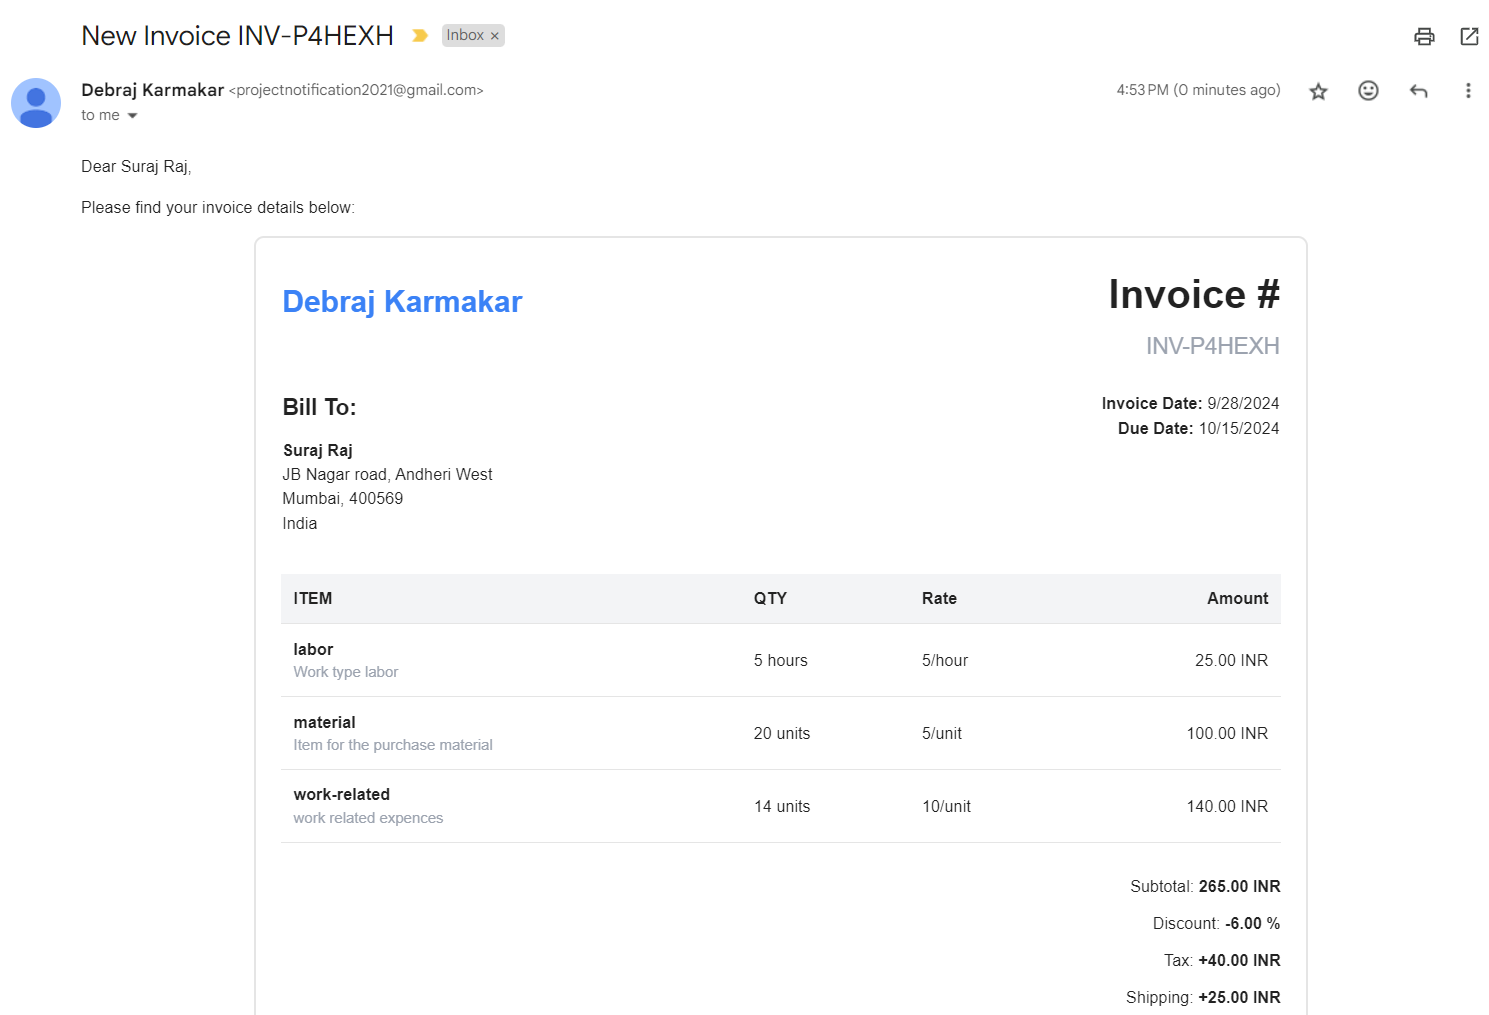 New Invoice INV-P4HEXH Inbox ×
Debraj Karmakar <projectnotification2021@gmail.com> 4:53 PM (0 minutes ago)
to me
Dear Suraj Raj,
Please find your invoice details below:
Debraj Karmakar Invoice #
INV-P4HEXH
Bill To: Invoice Date: 9/28/2024
Due Date: 10/15/2024
Suraj Raj
JB Nagar road, Andheri West
Mumbai, 400569
India
ITEM QTY Rate Amount
labor
Work type labor
5 hours 5/hour 25.00 INR
material
Item for the purchase material
20 units 5/unit 100.00 INR
work-related
work related expences
14 units 10/unit 140.00 INR
Subtotal: 265.00 INR
Discount: -6.00 %
Tax: +40.00 INR
Shipping: +25.00 INR